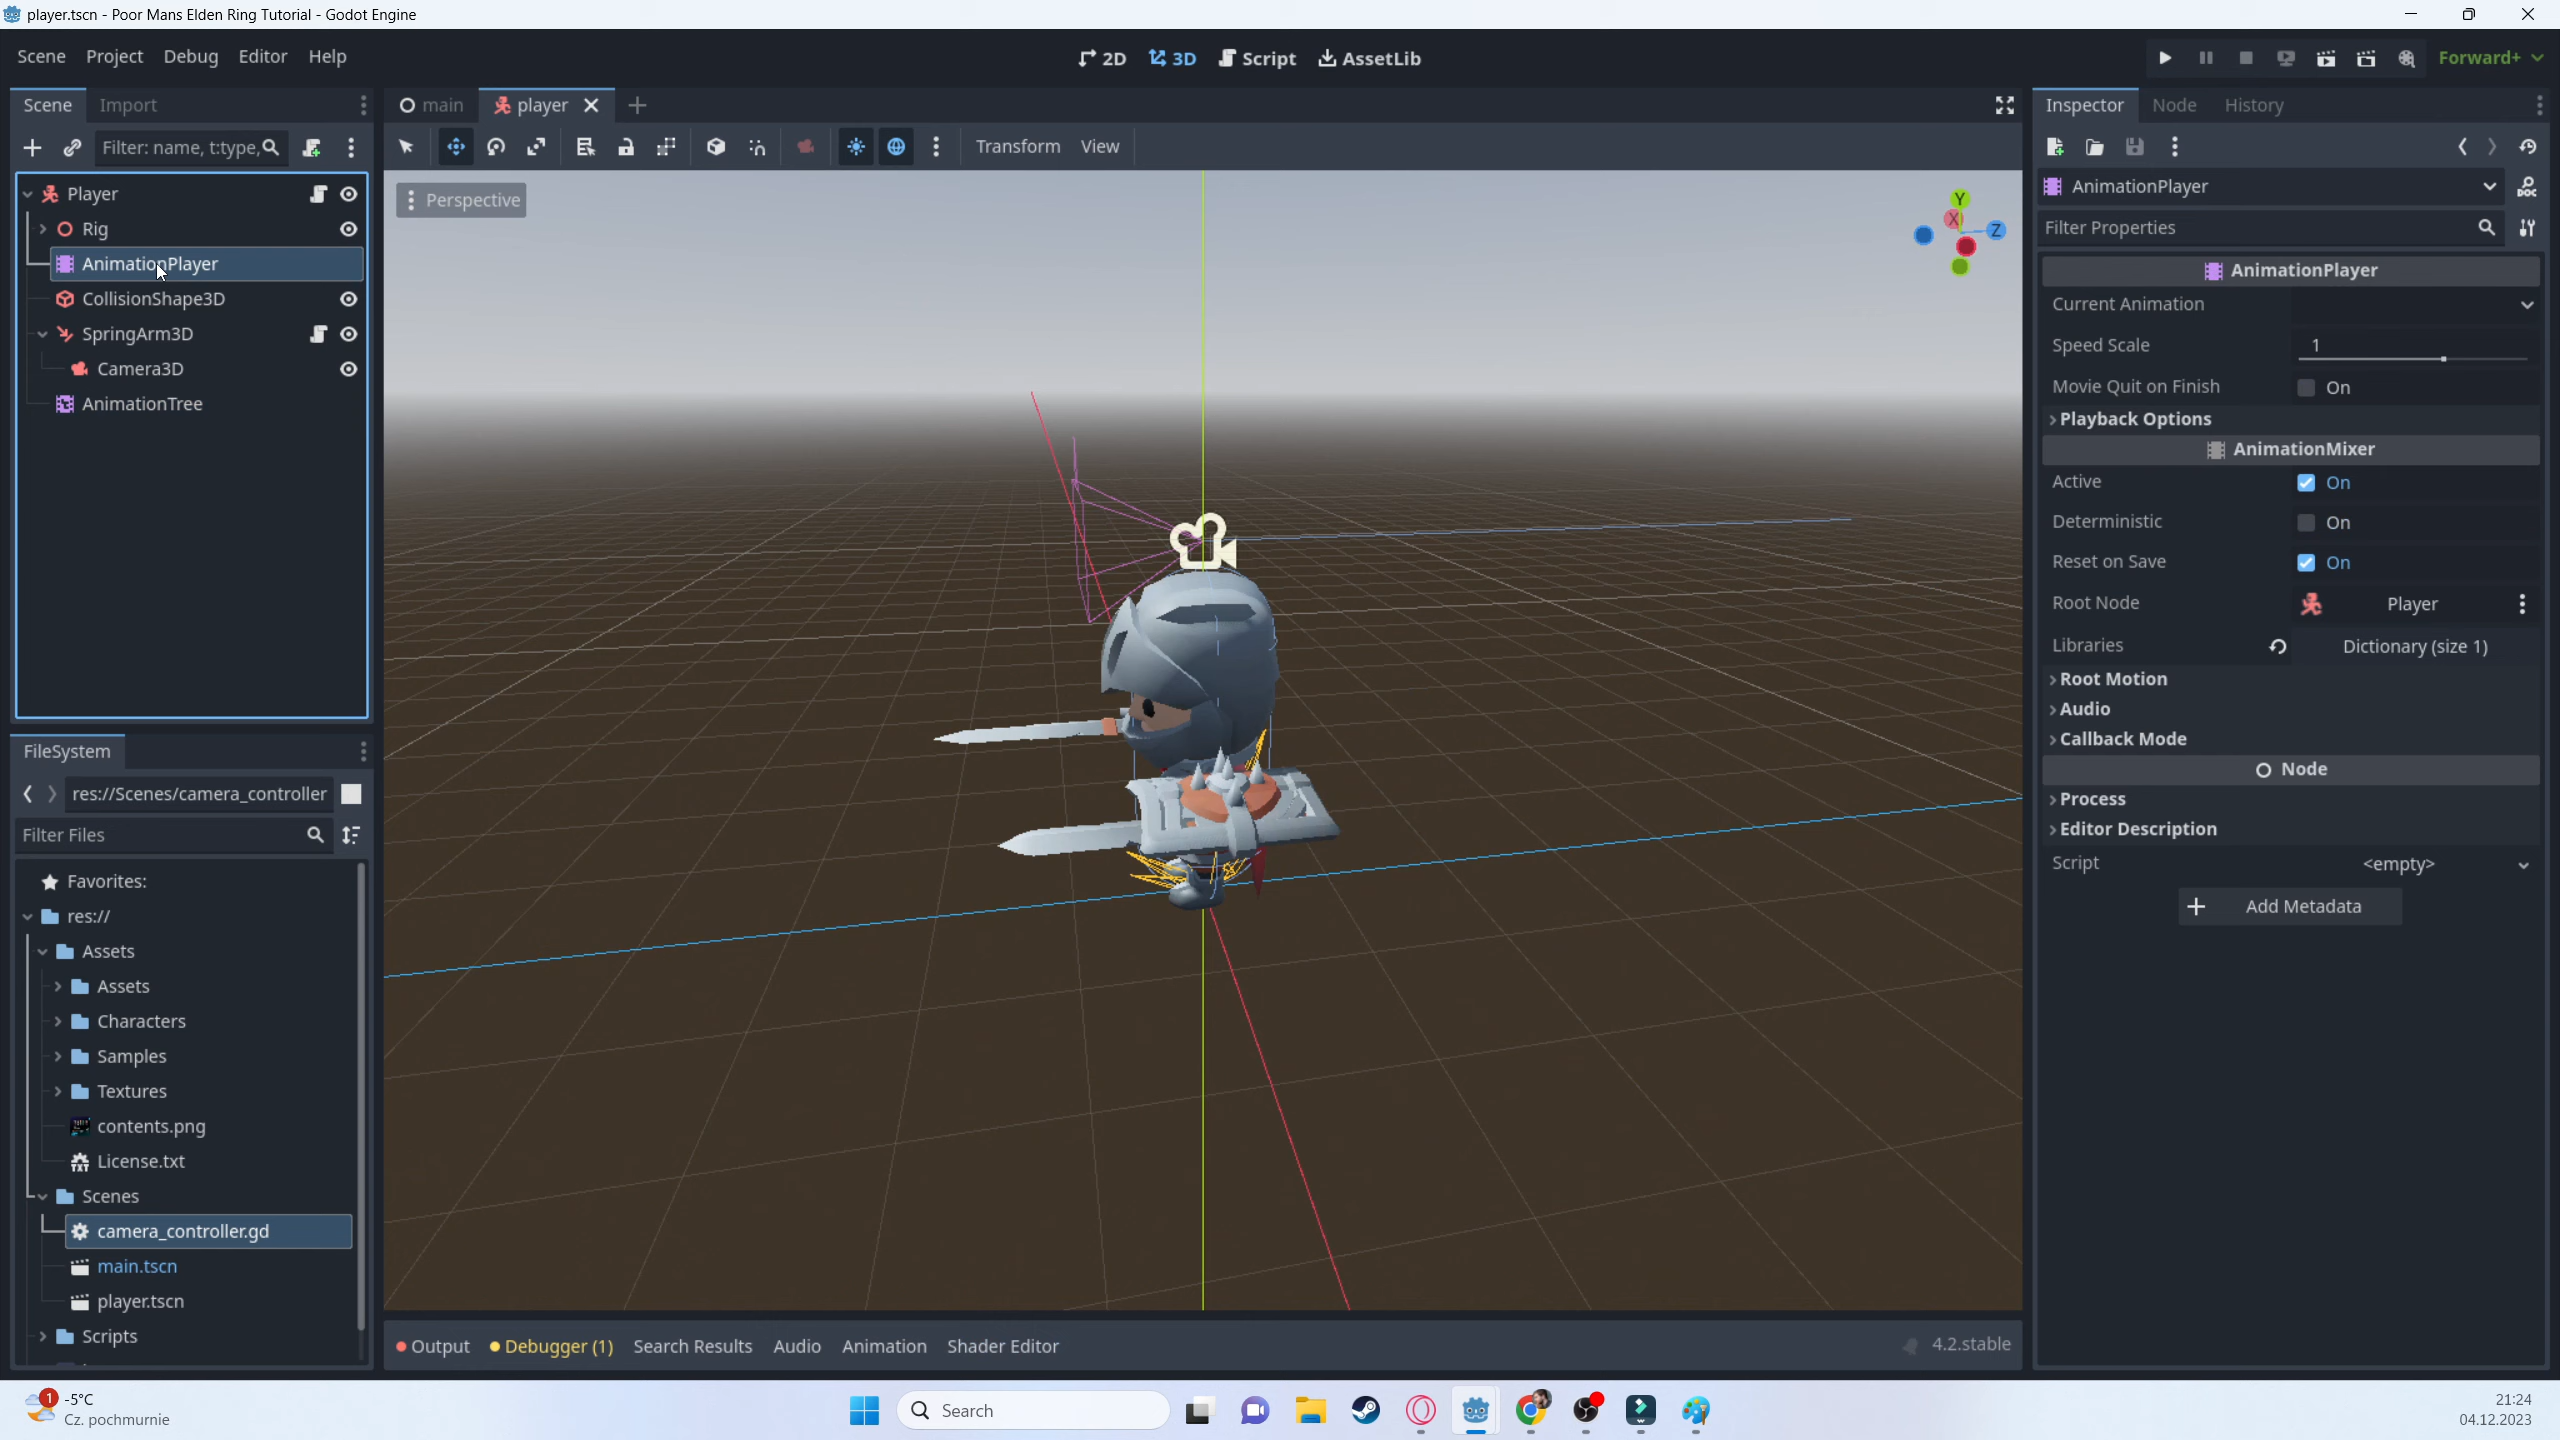 player.tscn - Poor Mans Elden Ring Tutorial - Godot Engine
Scene Project Debug Editor Help
2D 3D Script AssetLib
Forward+
Scene Import
main player
Inspector Node History
Filter: name, t:type,
Transform View
Perspective
Player
Rig
AnimationPlayer
CollisionShape3D
SpringArm3D
Camera3D
AnimationTree
Y
X
Z
AnimationPlayer
Filter Properties
AnimationPlayer
Current Animation
Speed Scale 1
Movie Quit on Finish On
Playback Options
AnimationMixer
Active On
Deterministic On
Reset on Save On
Root Node Player
Libraries Dictionary (size 1)
Root Motion
Audio
Callback Mode
Node
Process
Editor Description
Script <empty>
Add Metadata
FileSystem
res://Scenes/camera_controller
Filter Files
Favorites:
res://
Assets
Assets
Characters
Samples
Textures
contents.png
License.txt
Scenes
camera_controller.gd
main.tscn
player.tscn
Scripts
Output Debugger (1) Search Results Audio Animation Shader Editor
4.2.stable
1
-5°C
Cz. pochmurnie
Search
21:24
04.12.2023